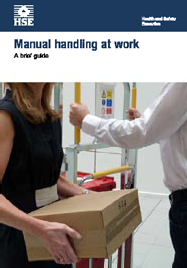 HSE
Health and Safety
Executive
Manual handling at work
A brief guide